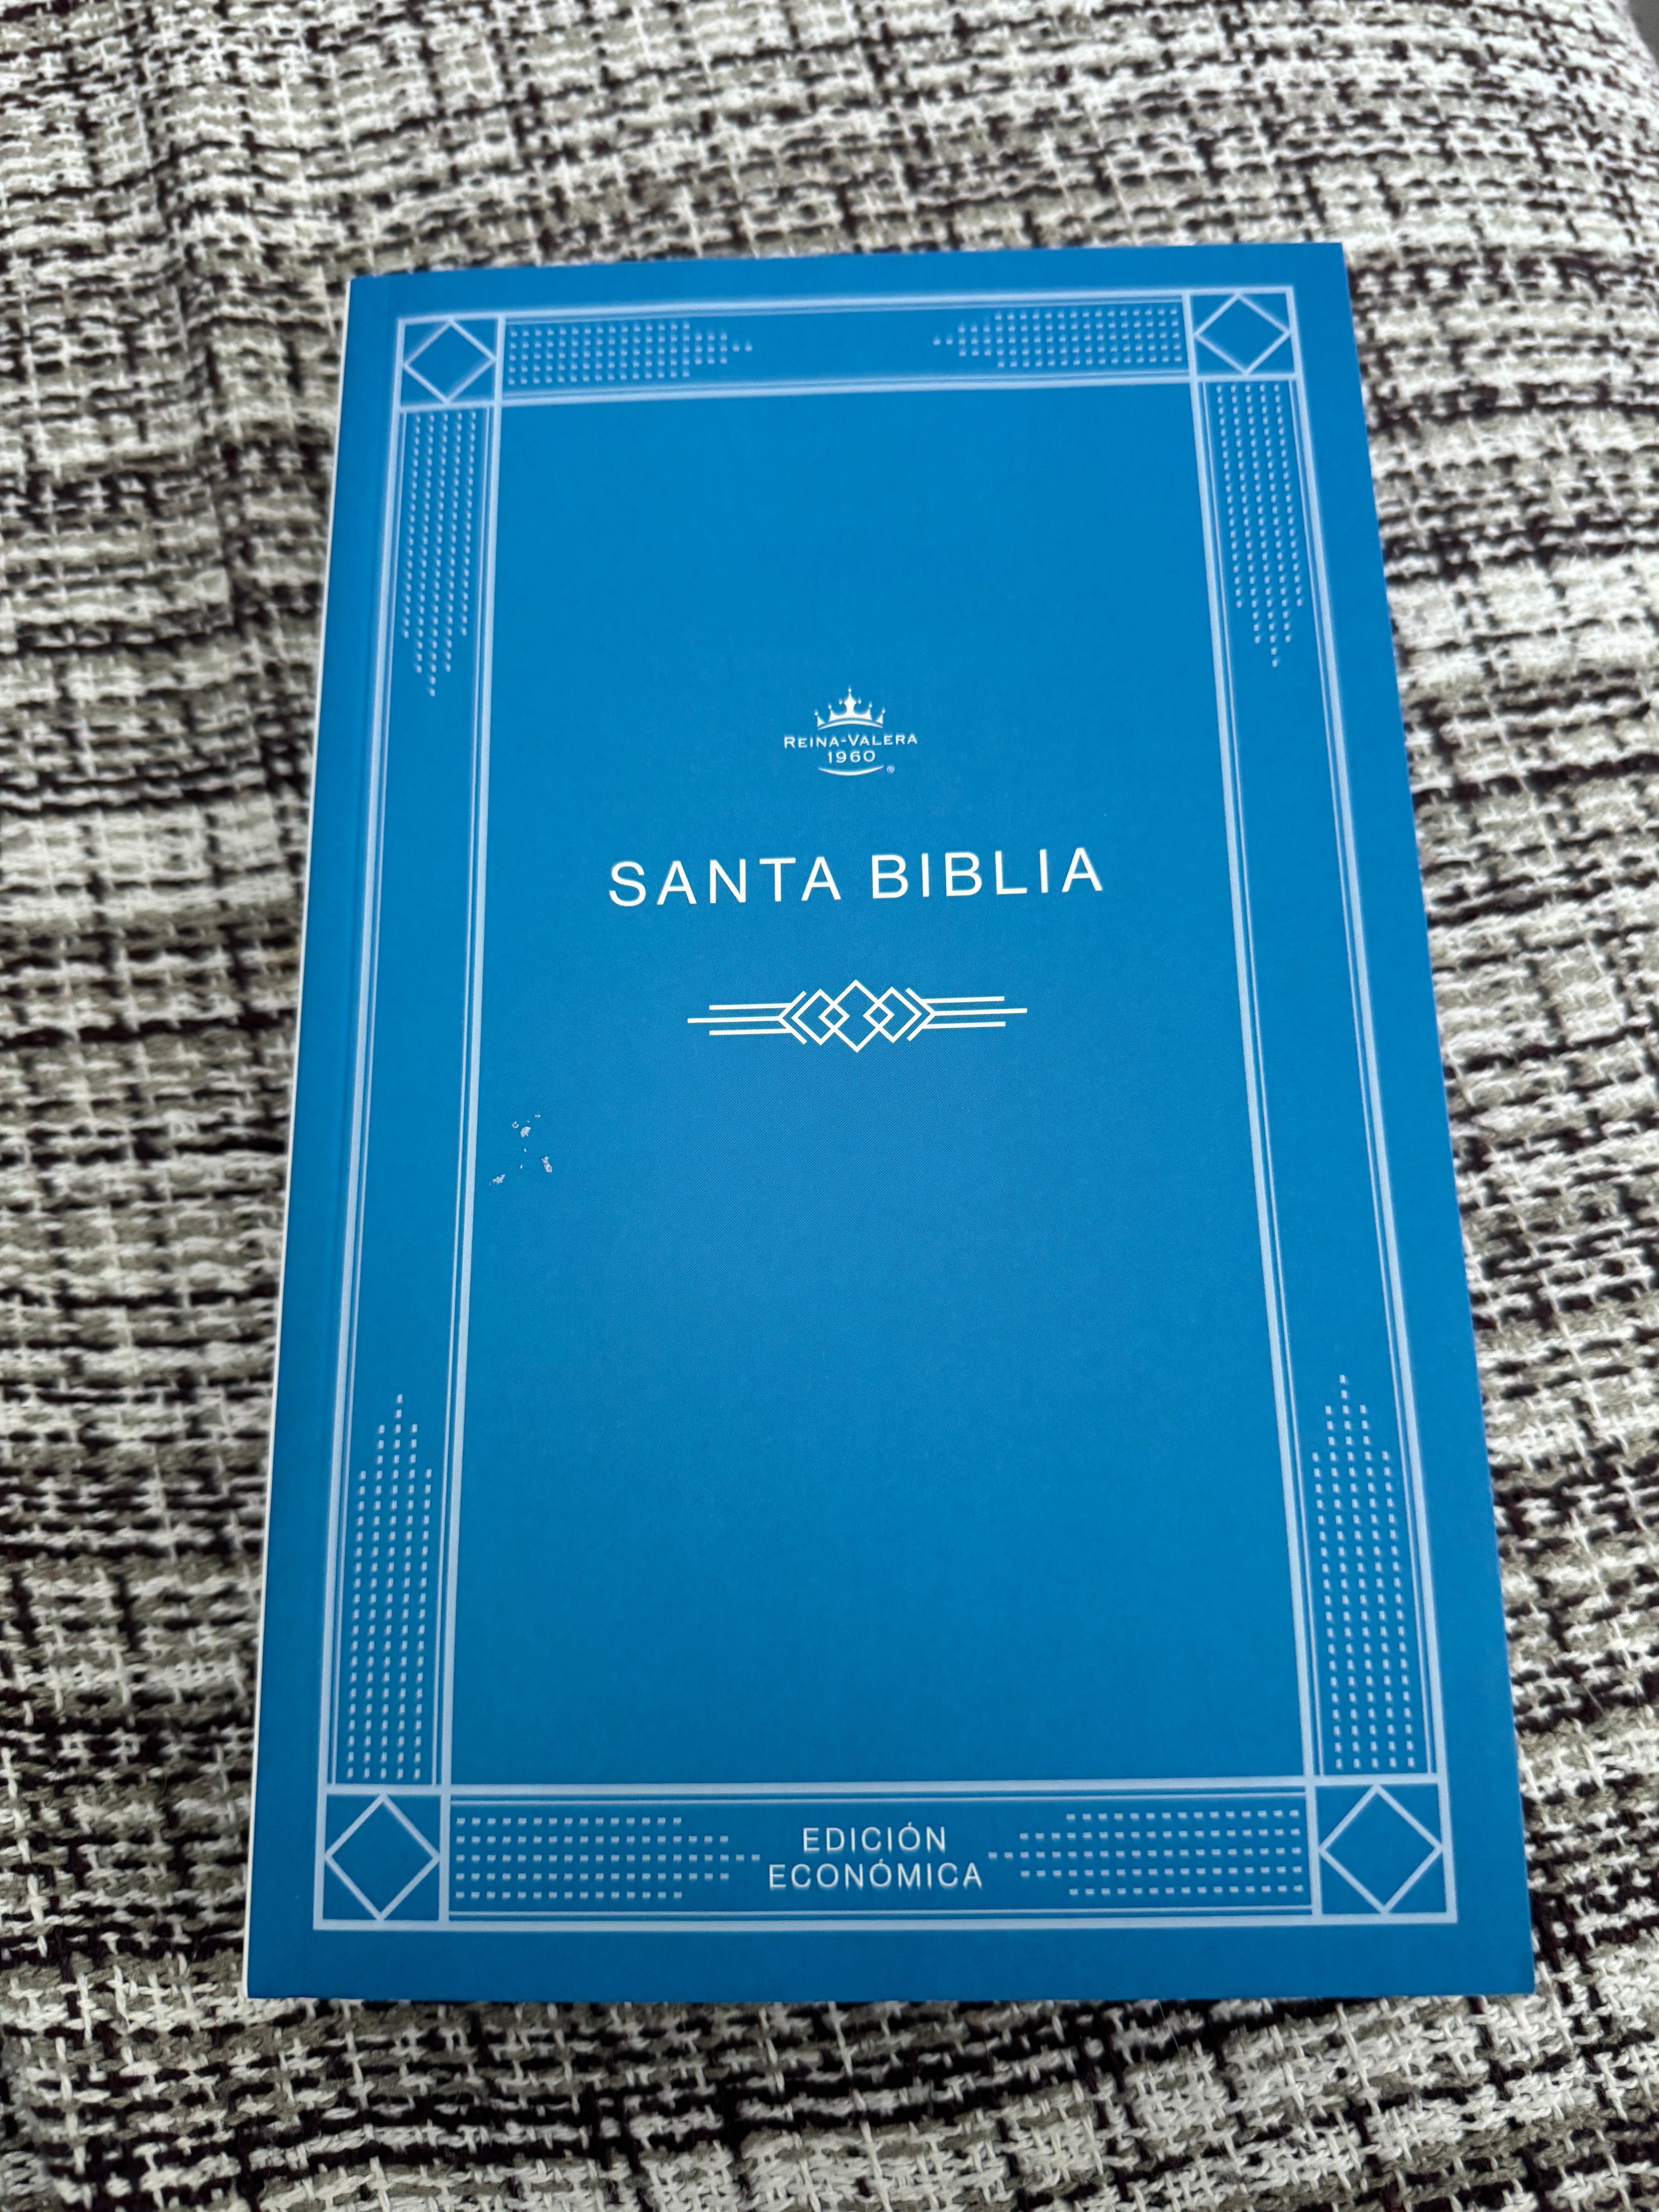 REINA-VALERA
1960
®
SANTA BIBLIA
EDICIÓN
ECONÓMICA